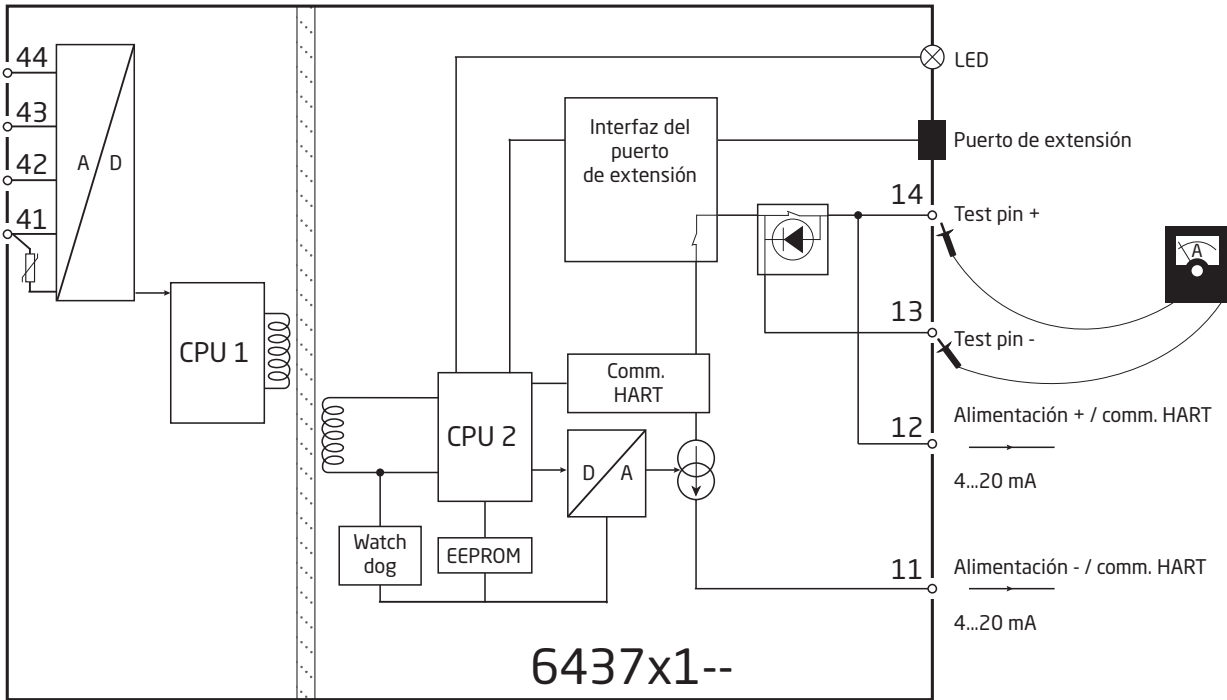 44
43
42
41
A / D
CPU 1
CPU 2
Interfaz del
puerto
de extensión
Comm.
HART
D / A
Watch
dog
EEPROM
LED
Puerto de extensión
14
Test pin +
A
13
Test pin -
12
Alimentación + / comm. HART
4...20 mA
11
Alimentación - / comm. HART
4...20 mA
6437x1--